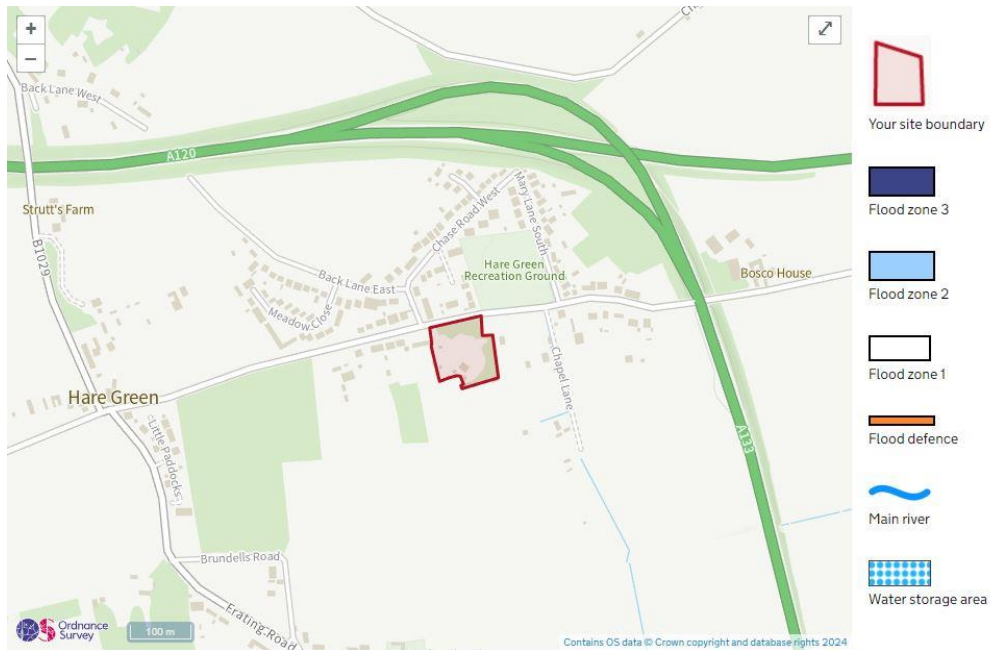 +
−
Back Lane West
Cha
A120
Strutt's Farm
B1029
Chase Road West
Mary Lane South
Hare Green
Recreation Ground
Bosco House
Back Lane East
Meadow Close
Chapel Lane
Hare Green
Little Paddocks
A133
Brundells Road
Frating Road
Ordnance
Survey
100 m
Contains OS data © Crown copyright and database rights 2024
Your site boundary
Flood zone 3
Flood zone 2
Flood zone 1
Flood defence
Main river
Water storage area